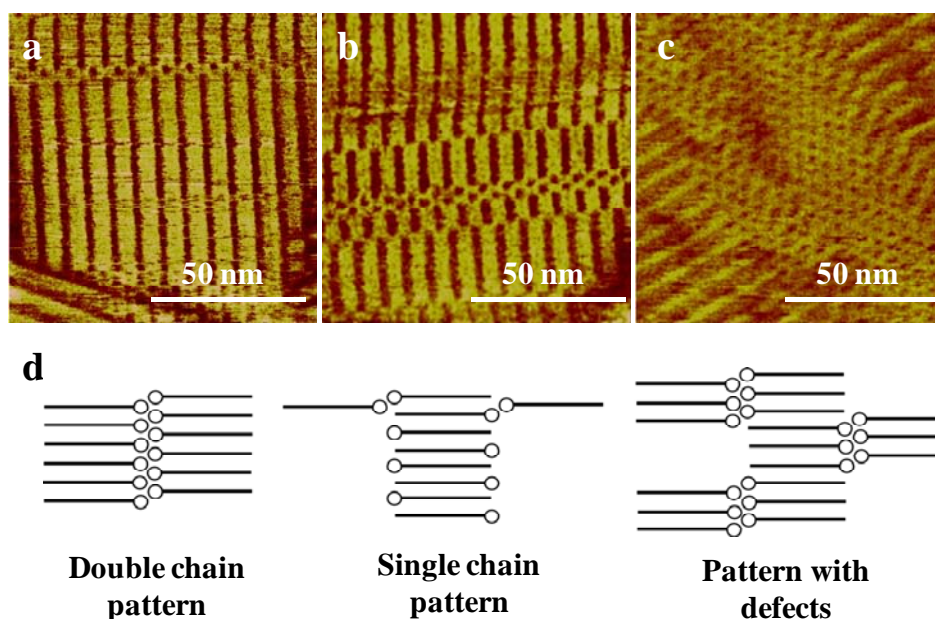 a
b
c
50 nm
50 nm
50 nm
d
Double chain
pattern
Single chain
pattern
Pattern with
defects